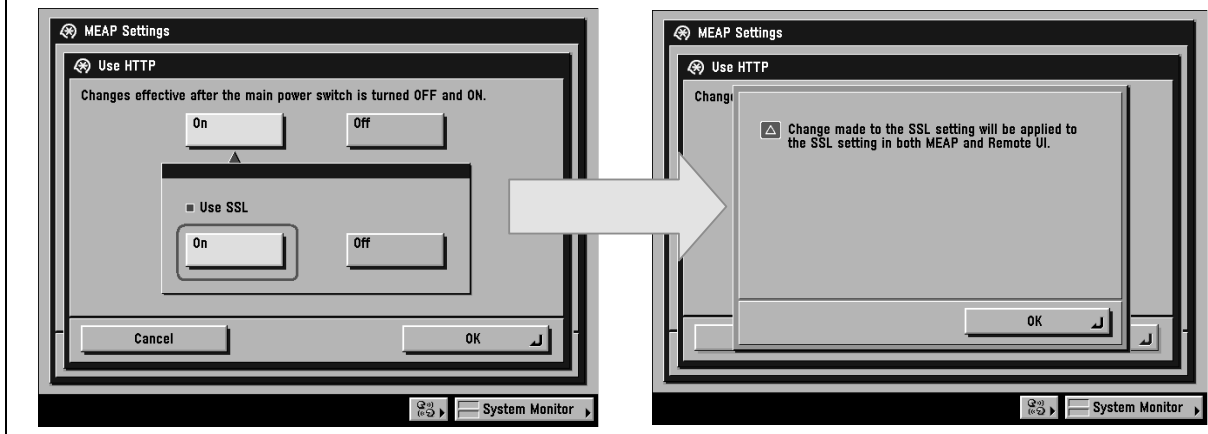 MEAP Settings
Use HTTP
Changes effective after the main power switch is turned OFF and ON.
On
Off
Use SSL
On
Off
Cancel
OK
System Monitor
MEAP Settings
Use HTTP
Change
Change made to the SSL setting will be applied to
the SSL setting in both MEAP and Remote UI.
OK
System Monitor